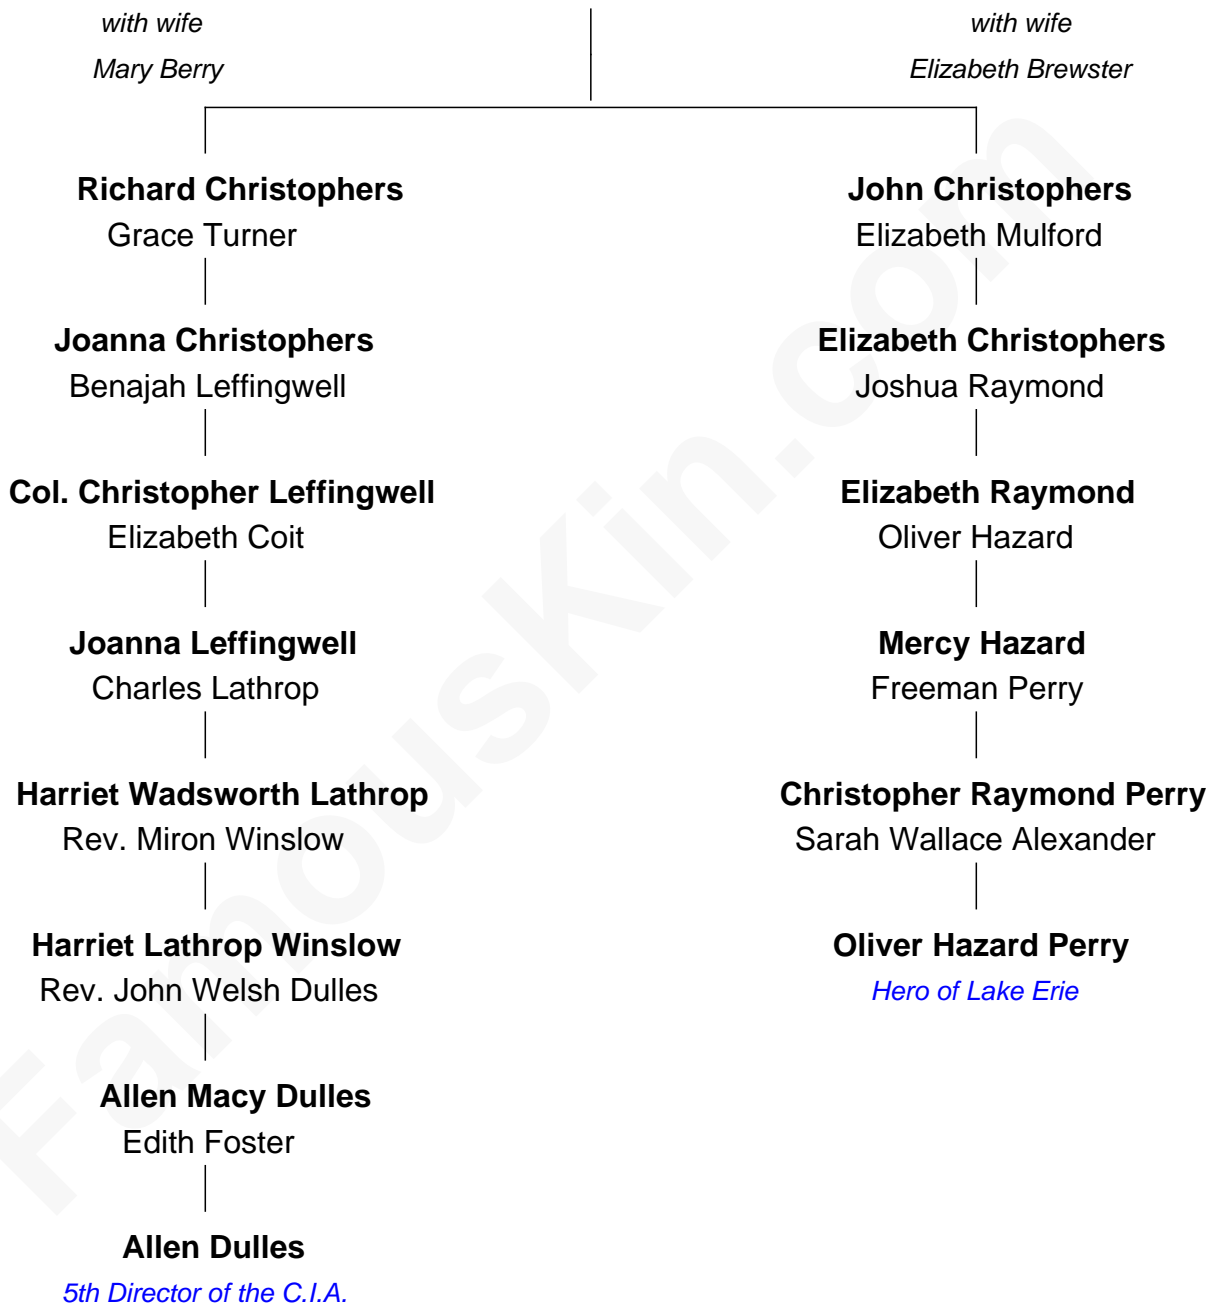 with wife
Mary Berry
with wife
Elizabeth Brewster
Richard Christophers
Grace Turner
John Christophers
Elizabeth Mulford
Joanna Christophers
Benajah Leffingwell
Elizabeth Christophers
Joshua Raymond
Col. Christopher Leffingwell
Elizabeth Coit
Elizabeth Raymond
Oliver Hazard
Joanna Leffingwell
Charles Lathrop
Mercy Hazard
Freeman Perry
Harriet Wadsworth Lathrop
Rev. Miron Winslow
Christopher Raymond Perry
Sarah Wallace Alexander
Harriet Lathrop Winslow
Rev. John Welsh Dulles
Oliver Hazard Perry
Hero of Lake Erie
Allen Macy Dulles
Edith Foster
Allen Dulles
5th Director of the C.I.A.
FamousKin.com